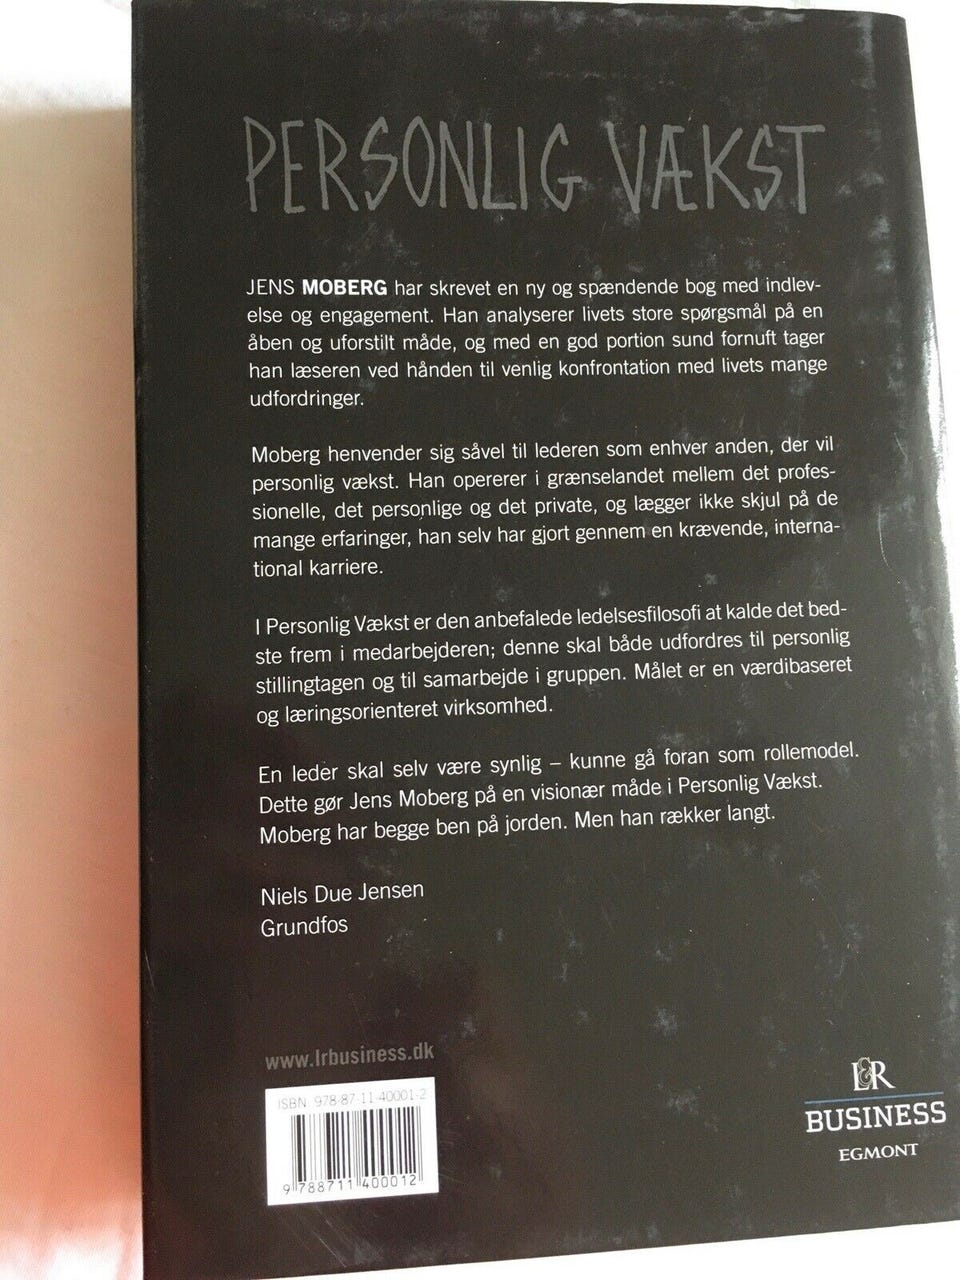 PERSONLIG VÆKST
JENS MOBERG har skrevet en ny og spændende bog med indlev-
else og engagement. Han analyserer livets store spørgsmål på en
åben og uforstilt måde, og med en god portion sund fornuft tager
han læseren ved hånden til venlig konfrontation med livets mange
udfordringer.
Moberg henvender sig såvel til lederen som enhver anden, der vil
personlig vækst. Han opererer i grænselandet mellem det profes-
sionelle, det personlige og det private, og lægger ikke skjul på de
mange erfaringer, han selv har gjort gennem en krævende, interna-
tional karriere.
I Personlig Vækst er den anbefalede ledelsesfilosofi at kalde det bed-
ste frem i medarbejderen; denne skal både udfordres til personlig
stillingtagen og til samarbejde i gruppen. Målet er en værdibaseret
og læringsorienteret virksomhed.
En leder skal selv være synlig – kunne gå foran som rollemodel.
Dette gør Jens Moberg på en visionær måde i Personlig Vækst.
Moberg har begge ben på jorden. Men han rækker langt.
Niels Due Jensen
Grundfos
www.lrbusiness.dk
ISBN 978-87-11-40001-2
9 788711 400012
L&R
BUSINESS
EGMONT